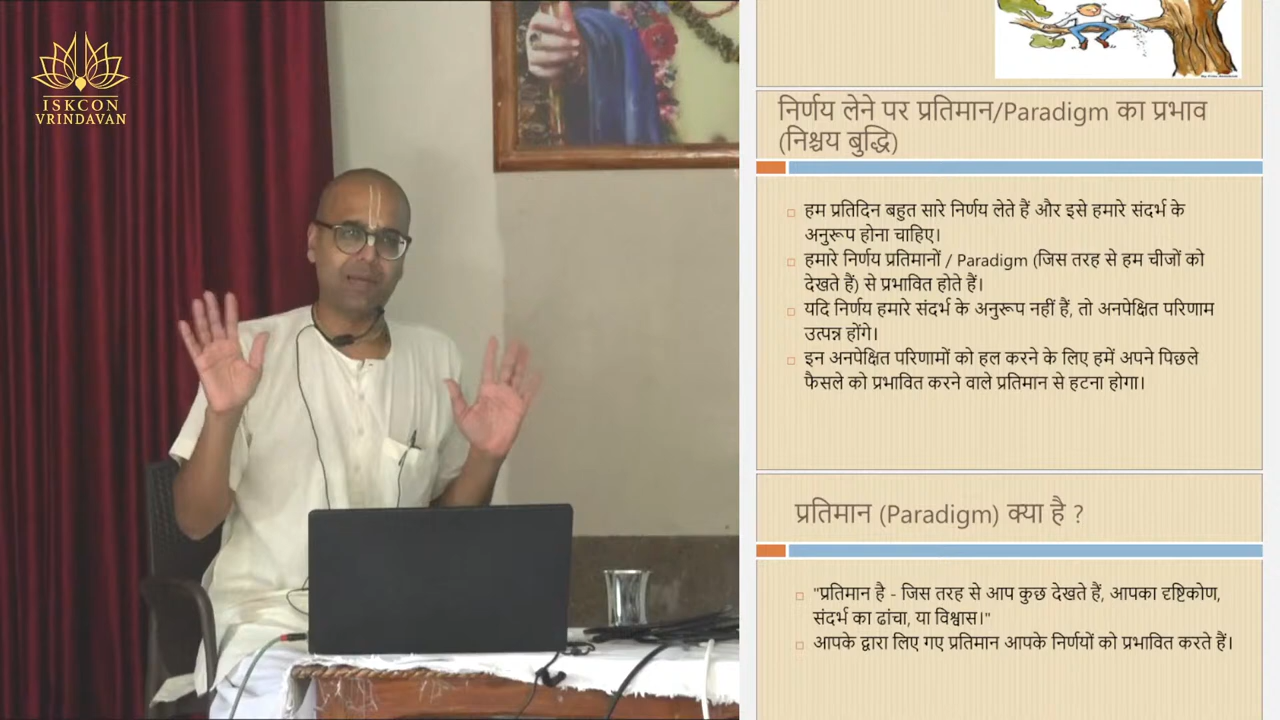 ISKCON
VRINDAVAN
निर्णय लेने पर प्रतिमान/Paradigm का प्रभाव
(निश्चय बुद्धि)
हम प्रतिदिन बहुत सारे निर्णय लेते हैं और इसे हमारे संदर्भ के
अनुरूप होना चाहिए।
हमारे निर्णय प्रतिमानों / Paradigm (जिस तरह से हम चीजों को
देखते हैं) से प्रभावित होते हैं।
यदि निर्णय हमारे संदर्भ के अनुरूप नहीं हैं, तो अनपेक्षित परिणाम
उत्पन्न होंगे।
इन अनपेक्षित परिणामों को हल करने के लिए हमें अपने पिछले
फैसले को प्रभावित करने वाले प्रतिमान से हटना होगा।
प्रतिमान (Paradigm) क्या है ?
"प्रतिमान है - जिस तरह से आप कुछ देखते हैं, आपका दृष्टिकोण,
संदर्भ का ढांचा, या विश्वास।"
आपके द्वारा लिए गए प्रतिमान आपके निर्णयों को प्रभावित करते हैं।